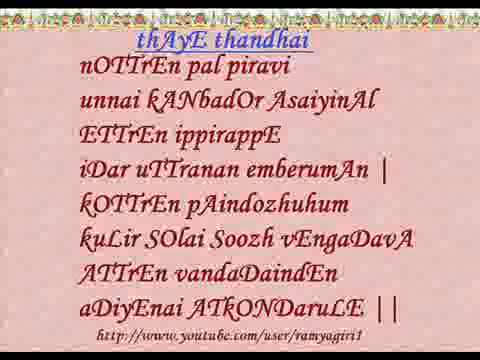 thAyE thandhai
nOTTrEn pal piravi
unnai kANbadOr AsaiyinAl
ETTrEn ippirappE
iDar uTTranan emberumAn |
kOTTrEn pAindozhuhum
kuLir SOlai Soozh vEngaDavA
ATTrEn vandaDaindEn
aDiyEnai ATkONDaruLE ||
http://www.youtube.com/user/ramyagiri1